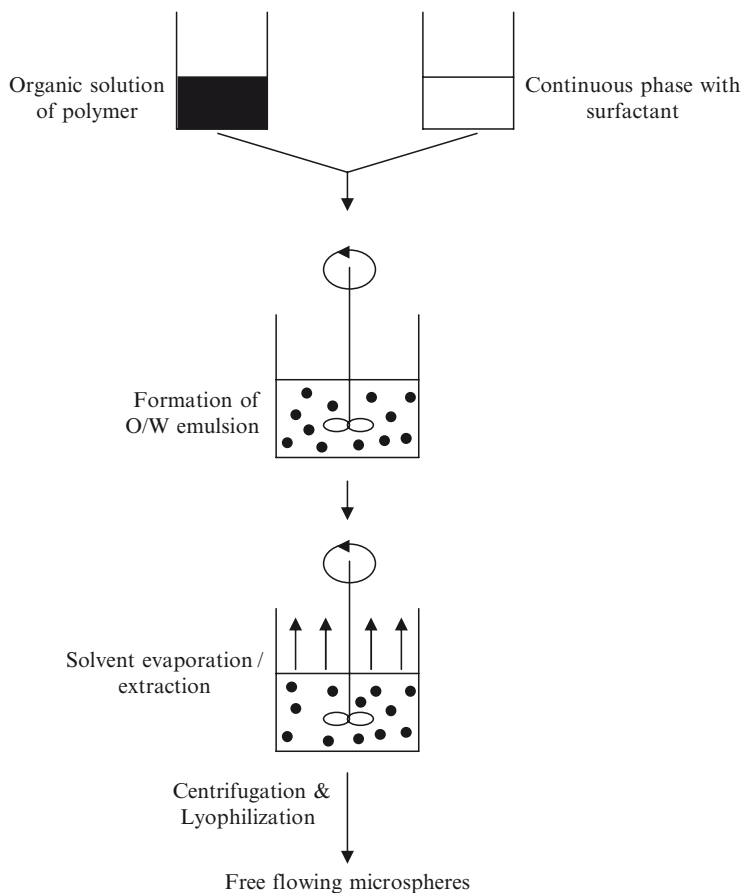 Organic solution
of polymer
Continuous phase with
surfactant
Formation of
O/W emulsion
Solvent evaporation /
extraction
Centrifugation &
Lyophilization
Free flowing microspheres